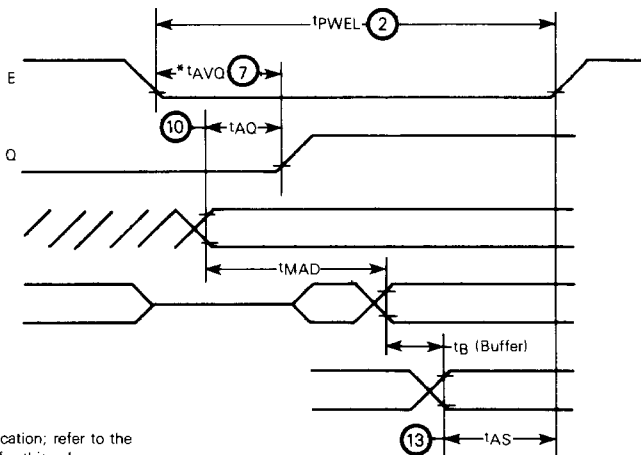 tPWEL 2
E
* tAVQ 7
10 tAQ
Q
tMAD
tB (Buffer)
13 tAS
cation; refer to the